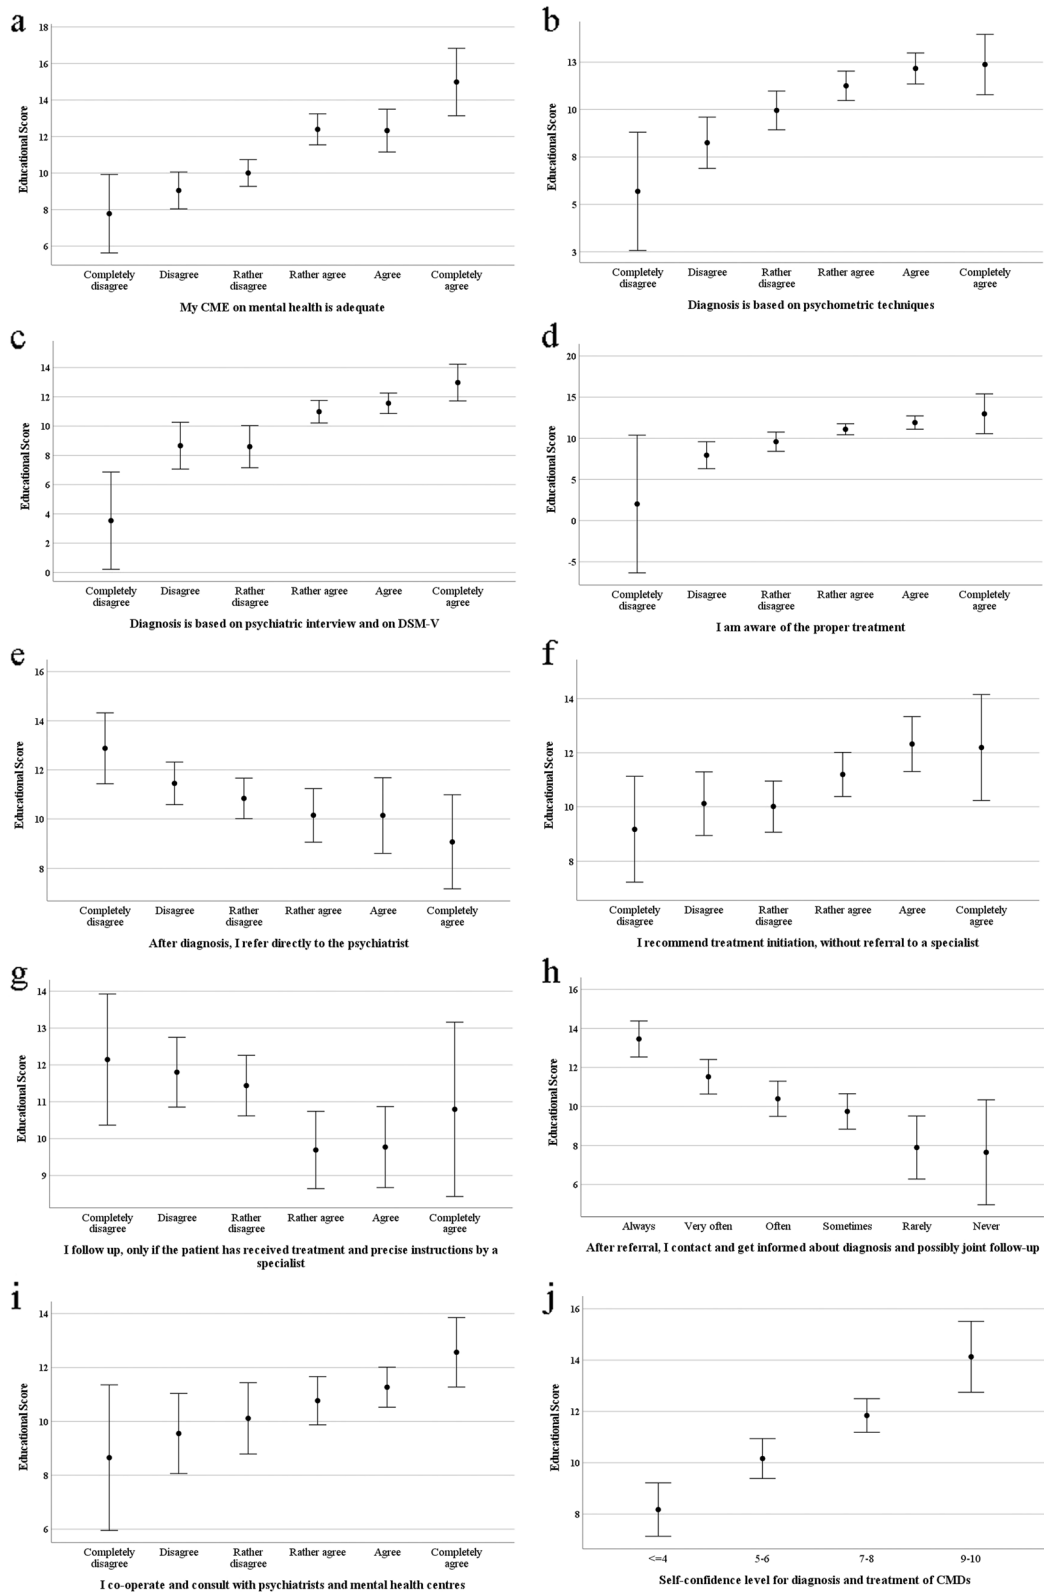 a
18
16
14
12
10
8
6
Educational Score
Completely disagree
Disagree
Rather disagree
Rather agree
Agree
Completely agree
My CME on mental health is adequate
b
13
10
8
5
3
Educational Score
Completely disagree
Disagree
Rather disagree
Rather agree
Agree
Completely agree
Diagnosis is based on psychometric techniques
c
14
12
10
8
6
4
2
0
Educational Score
Completely disagree
Disagree
Rather disagree
Rather agree
Agree
Completely agree
Diagnosis is based on psychiatric interview and on DSM-V
d
20
15
10
5
0
-5
Educational Score
Completely disagree
Disagree
Rather disagree
Rather agree
Agree
Completely agree
I am aware of the proper treatment
e
16
14
12
10
8
Educational Score
Completely disagree
Disagree
Rather disagree
Rather agree
Agree
Completely agree
After diagnosis, I refer directly to the psychiatrist
f
14
12
10
8
Educational Score
Completely disagree
Disagree
Rather disagree
Rather agree
Agree
Completely agree
I recommend treatment initiation, without referral to a specialist
g
14
13
12
11
10
9
Educational Score
Completely disagree
Disagree
Rather disagree
Rather agree
Agree
Completely agree
I follow up, only if the patient has received treatment and precise instructions by a
specialist
h
16
14
12
10
8
6
Educational Score
Always
Very often
Often
Sometimes
Rarely
Never
After referral, I contact and get informed about diagnosis and possibly joint follow-up
i
14
12
10
8
6
Educational Score
Completely disagree
Disagree
Rather disagree
Rather agree
Agree
Completely agree
I co-operate and consult with psychiatrists and mental health centres
j
16
14
12
10
8
Educational Score
<=4
5-6
7-8
9-10
Self-confidence level for diagnosis and treatment of CMDs